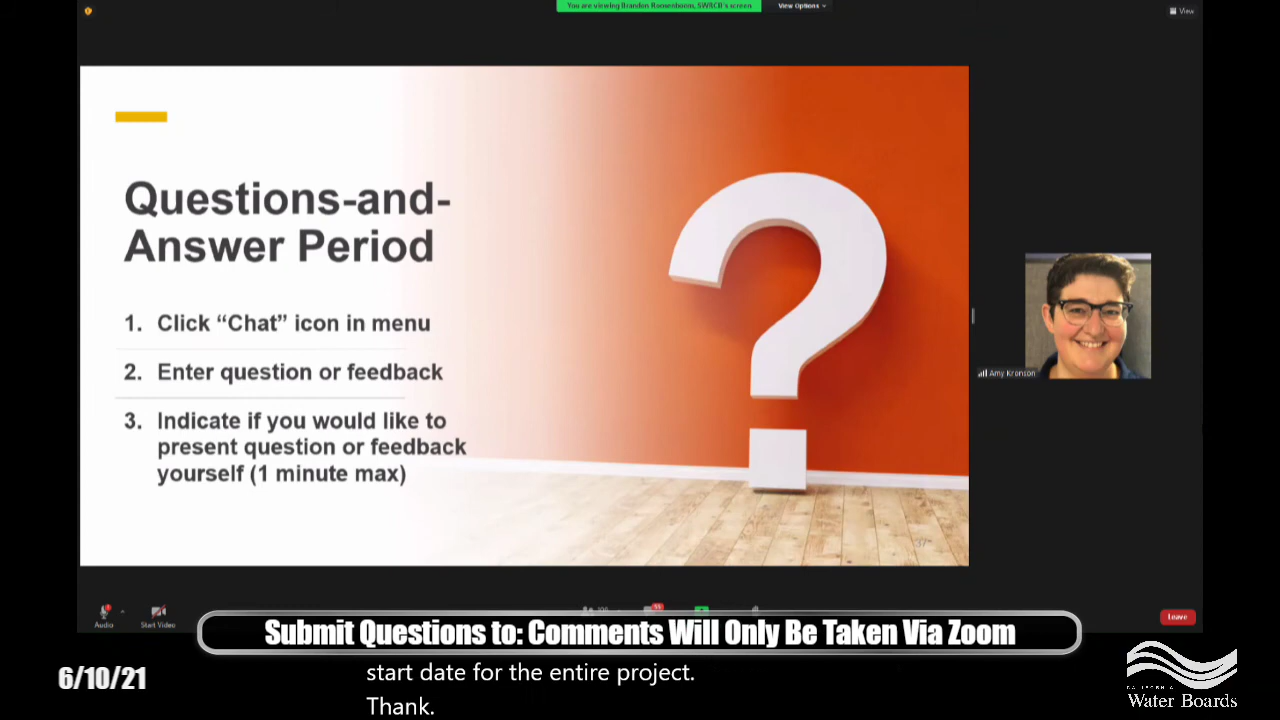 You are viewing Brandon Roosenboom, SWRCB's screen
View Options
View
Questions-and-
Answer Period
1. Click “Chat” icon in menu
2. Enter question or feedback
3. Indicate if you would like to
present question or feedback
yourself (1 minute max)
37
Amy Kronson
Audio
Start Video
Leave
Submit Questions to: Comments Will Only Be Taken Via Zoom
start date for the entire project.
Thank.
6/10/21
CALIFORNIA
Water Boards